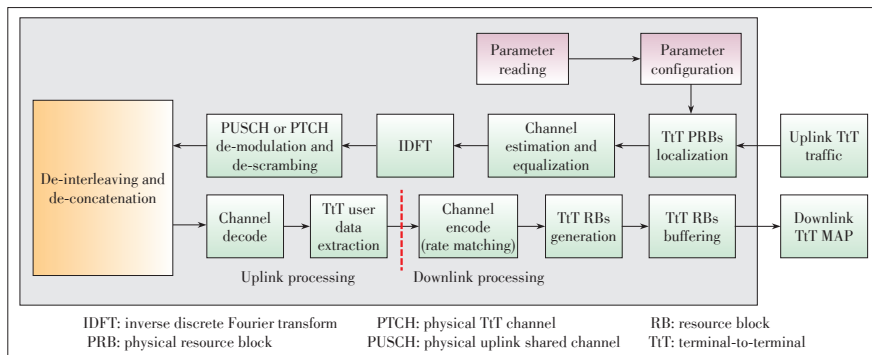 Parameter
reading
Parameter
configuration
PUSCH or PTCH
de-modulation and
de-scrambing
IDFT
Channel
estimation and
equalization
TtT PRBs
localization
Uplink TtT
traffic
De-interleaving and
de-concatenation
Channel
decode
TtT user
data
extraction
Channel
encode
(rate matching)
TtT RBs
generation
TtT RBs
buffering
Downlink
TtT MAP
Uplink processing
Downlink processing
IDFT: inverse discrete Fourier transform
PTCH: physical TtT channel
RB: resource block
PRB: physical resource block
PUSCH: physical uplink shared channel
TtT: terminal-to-terminal